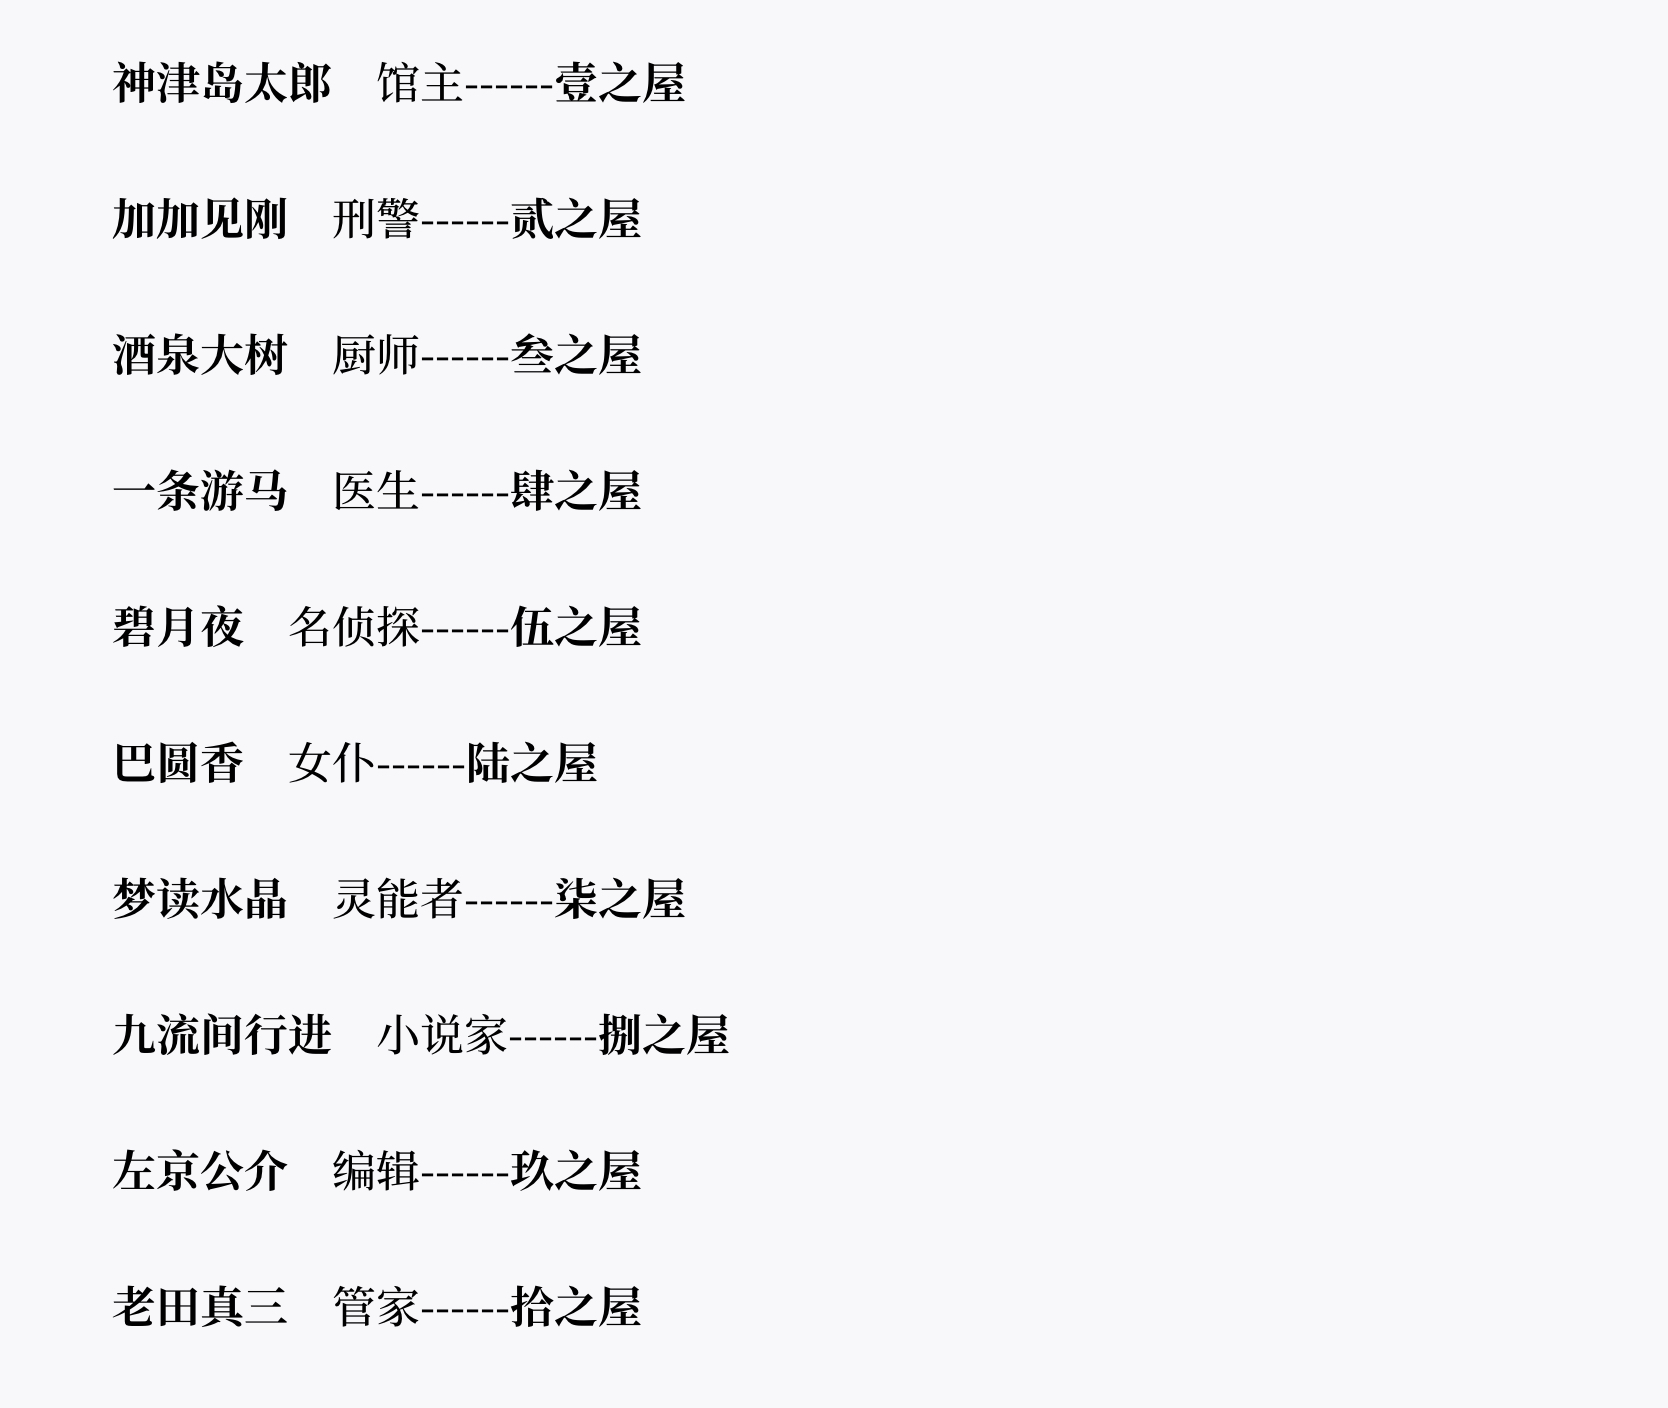 神津岛太郎　馆主------壹之屋
加加见刚　刑警------贰之屋
酒泉大树　厨师------叁之屋
一条游马　医生------肆之屋
碧月夜　名侦探------伍之屋
巴圆香　女仆------陆之屋
梦读水晶　灵能者------柒之屋
九流间行进　小说家------捌之屋
左京公介　编辑------玖之屋
老田真三　管家------拾之屋